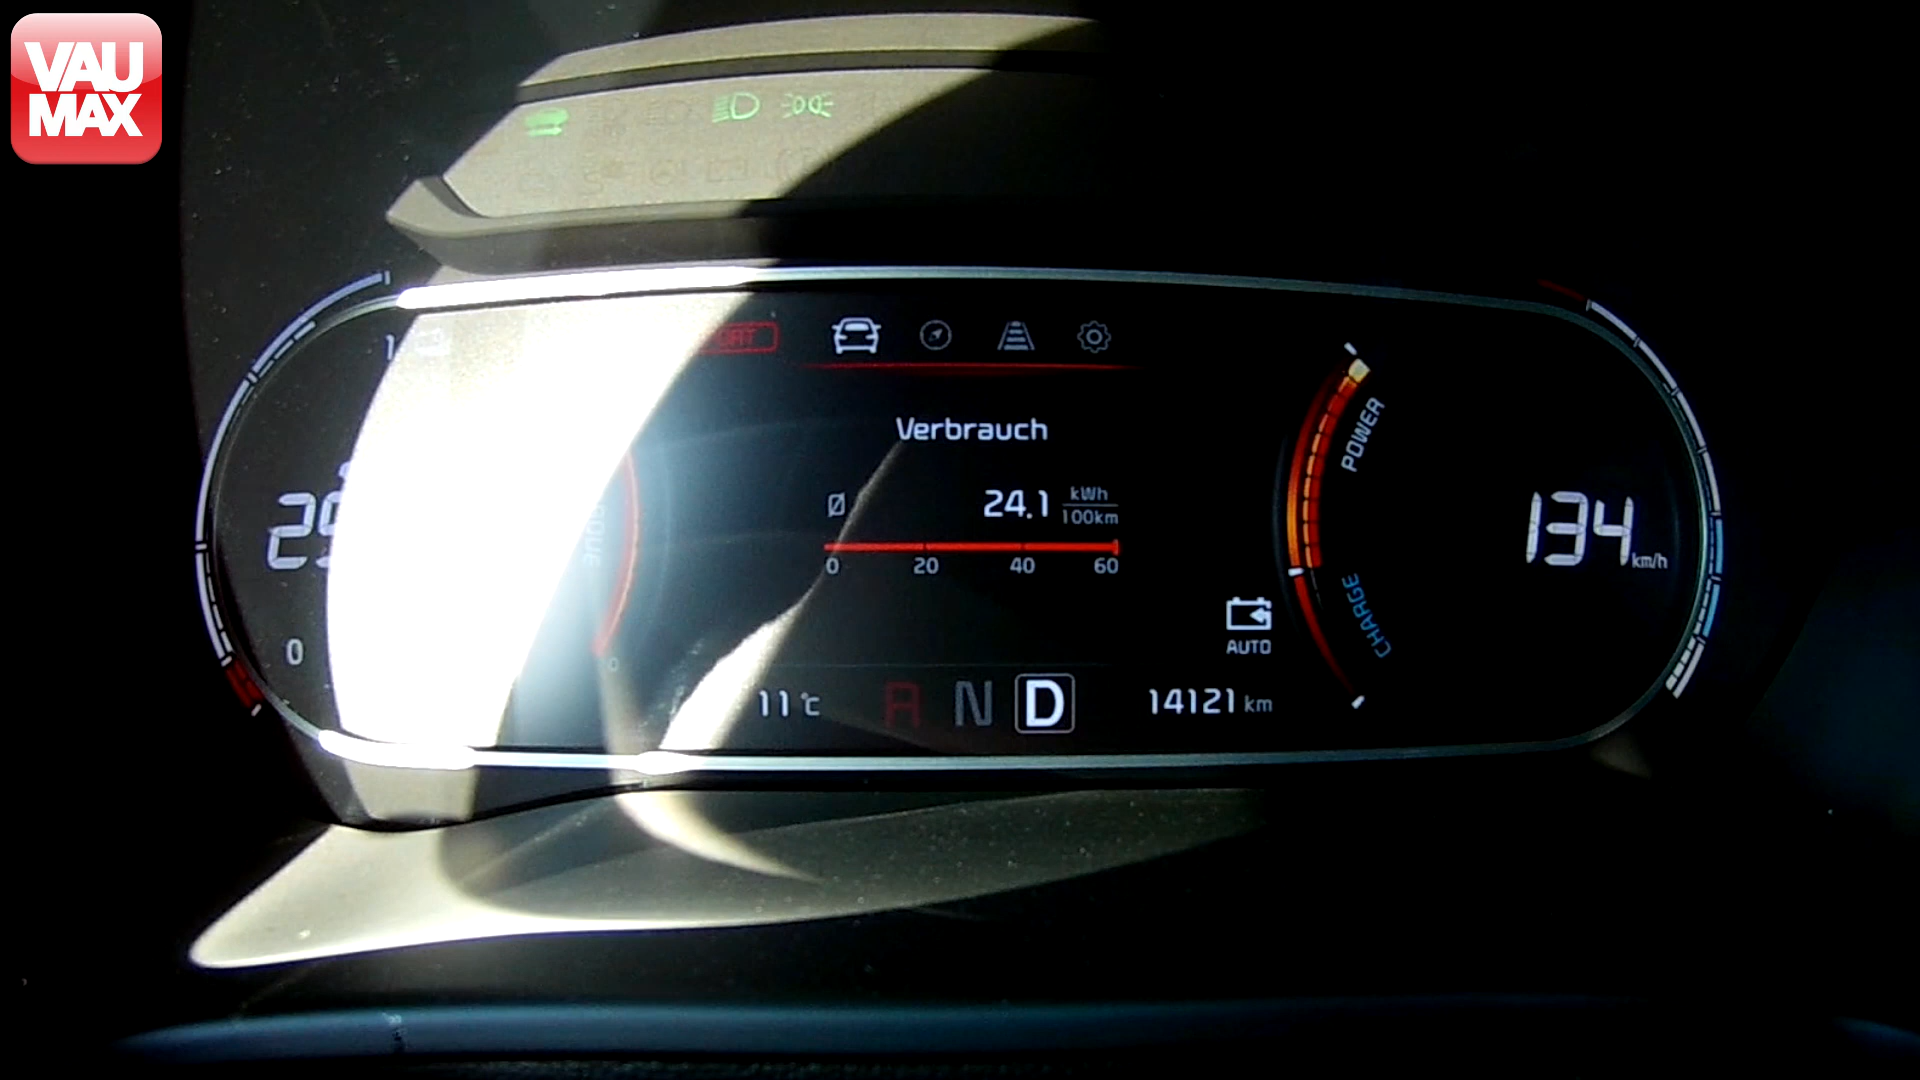 VAU
MAX
Verbrauch
Ø 24.1 kWh
100km
0 20 40 60
POWER
CHARGE
134 km/h
0
AUTO
11°C
R N D
14121 km